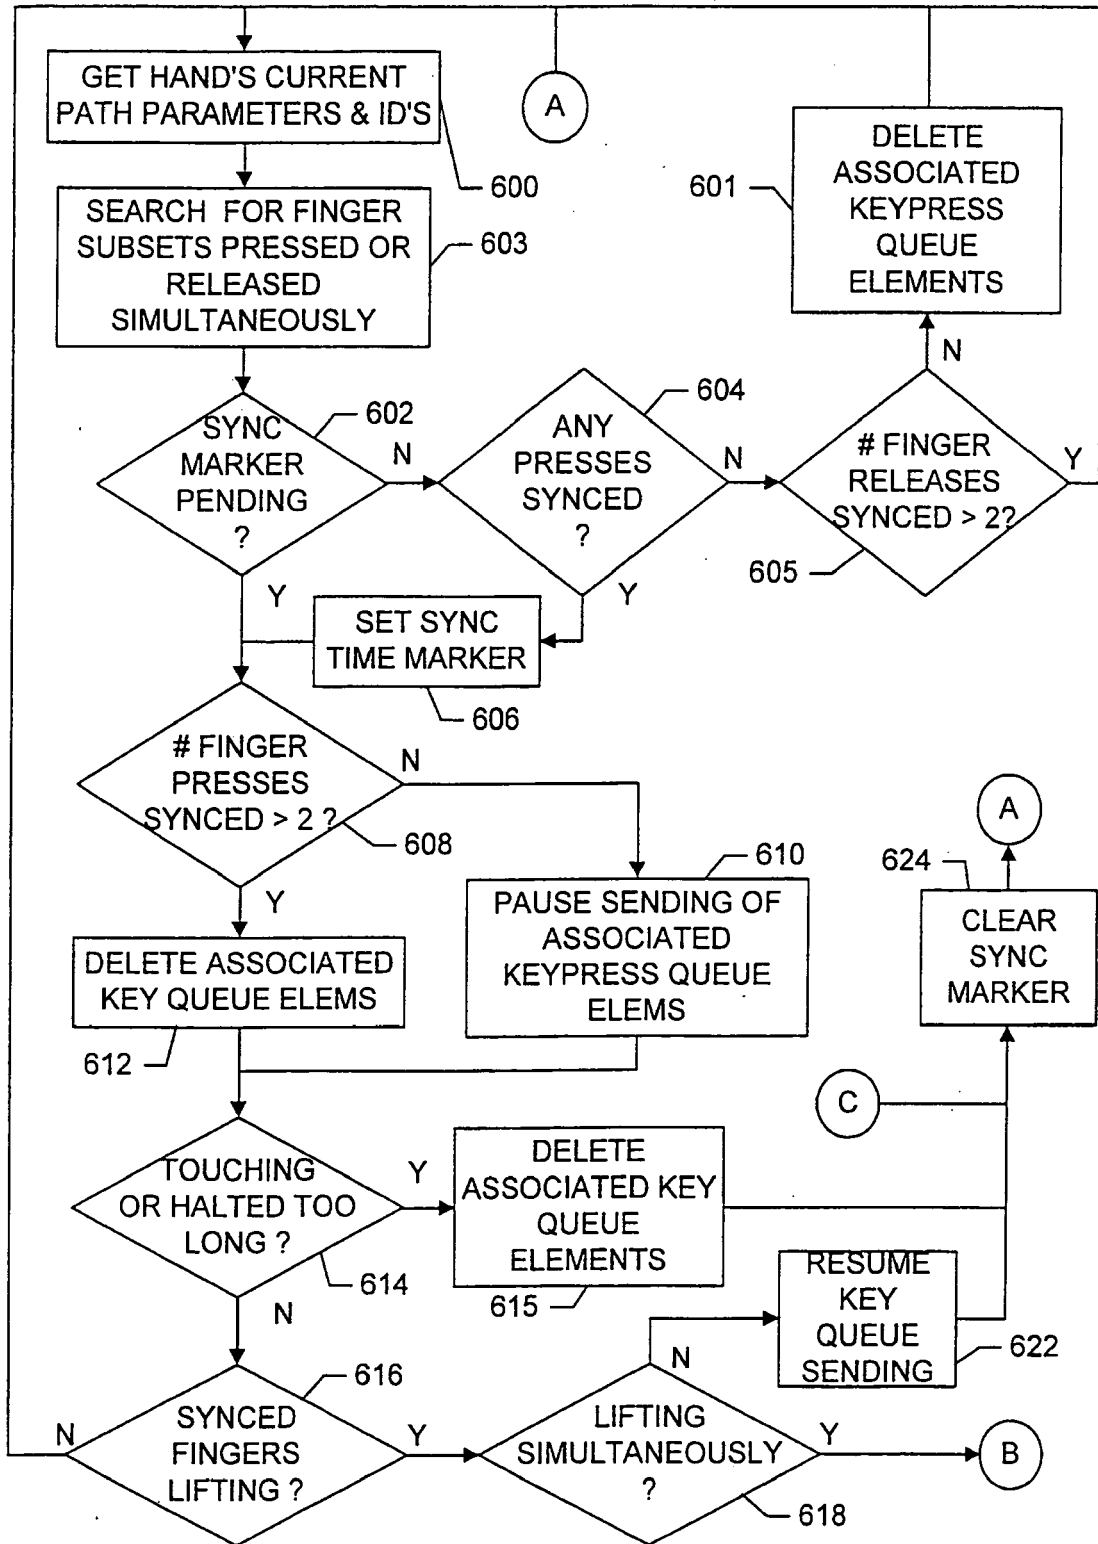 GET HAND'S CURRENT
PATH PARAMETERS & ID'S
600
A
DELETE
ASSOCIATED
KEYPRESS
QUEUE
ELEMENTS
601
SEARCH FOR FINGER
SUBSETS PRESSED OR
RELEASED
SIMULTANEOUSLY
603
N
SYNC
MARKER
PENDING
?
602
N
Y
ANY
PRESSES
SYNCED
?
604
N
Y
# FINGER
RELEASES
SYNCED > 2?
605
Y
SET SYNC
TIME MARKER
606
# FINGER
PRESSES
SYNCED > 2 ?
608
N
Y
610
PAUSE SENDING OF
ASSOCIATED
KEYPRESS QUEUE
ELEMS
A
624
CLEAR
SYNC
MARKER
DELETE ASSOCIATED
KEY QUEUE ELEMS
612
C
TOUCHING
OR HALTED TOO
LONG ?
614
Y
N
DELETE
ASSOCIATED KEY
QUEUE
ELEMENTS
615
RESUME
KEY
QUEUE
SENDING
622
N
SYNCED
FINGERS
LIFTING ?
616
Y
N
LIFTING
SIMULTANEOUSLY
?
618
Y
B